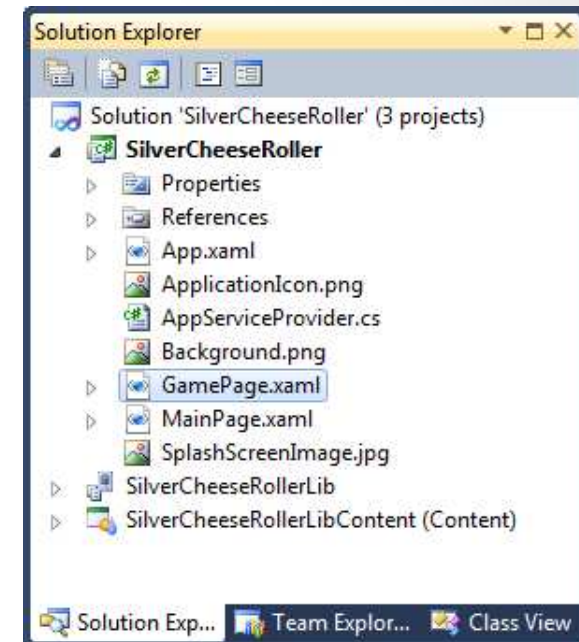 Solution Explorer
Solution 'SilverCheeseRoller' (3 projects)
SilverCheeseRoller
Properties
References
App.xaml
ApplicationIcon.png
AppServiceProvider.cs
Background.png
GamePage.xaml
MainPage.xaml
SplashScreenImage.jpg
SilverCheeseRollerLib
SilverCheeseRollerLibContent (Content)
Solution Exp... Team Explor... Class View